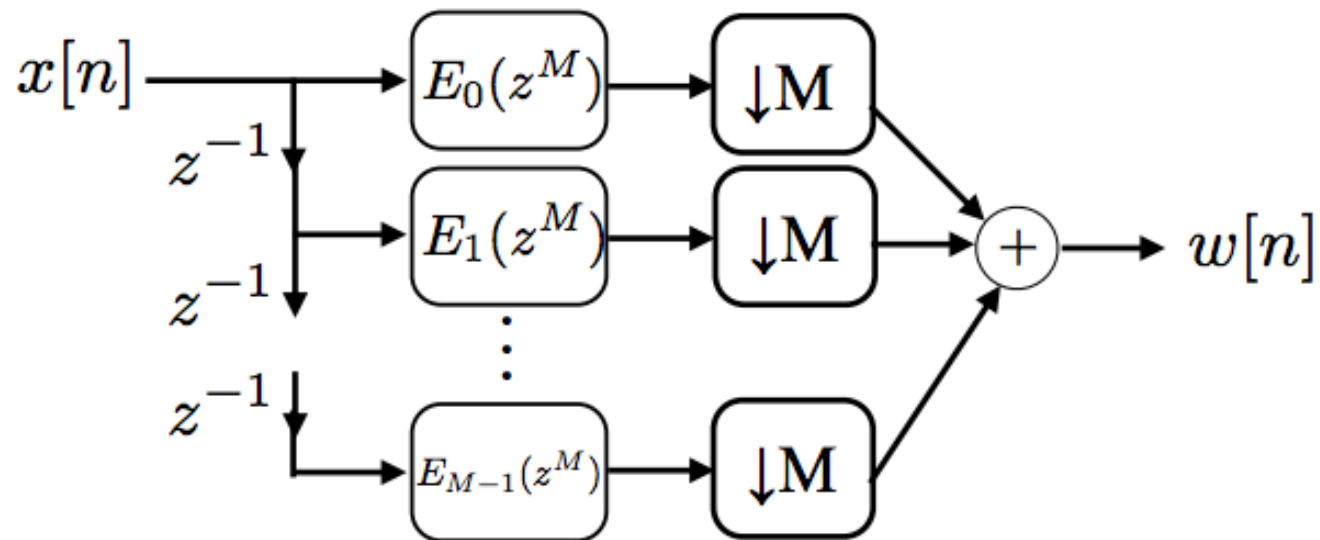 x[n] E_0(z^M) ↓M
z^{-1}
E_1(z^M) ↓M + w[n]
z^{-1}
⋮
z^{-1}
E_{M-1}(z^M) ↓M